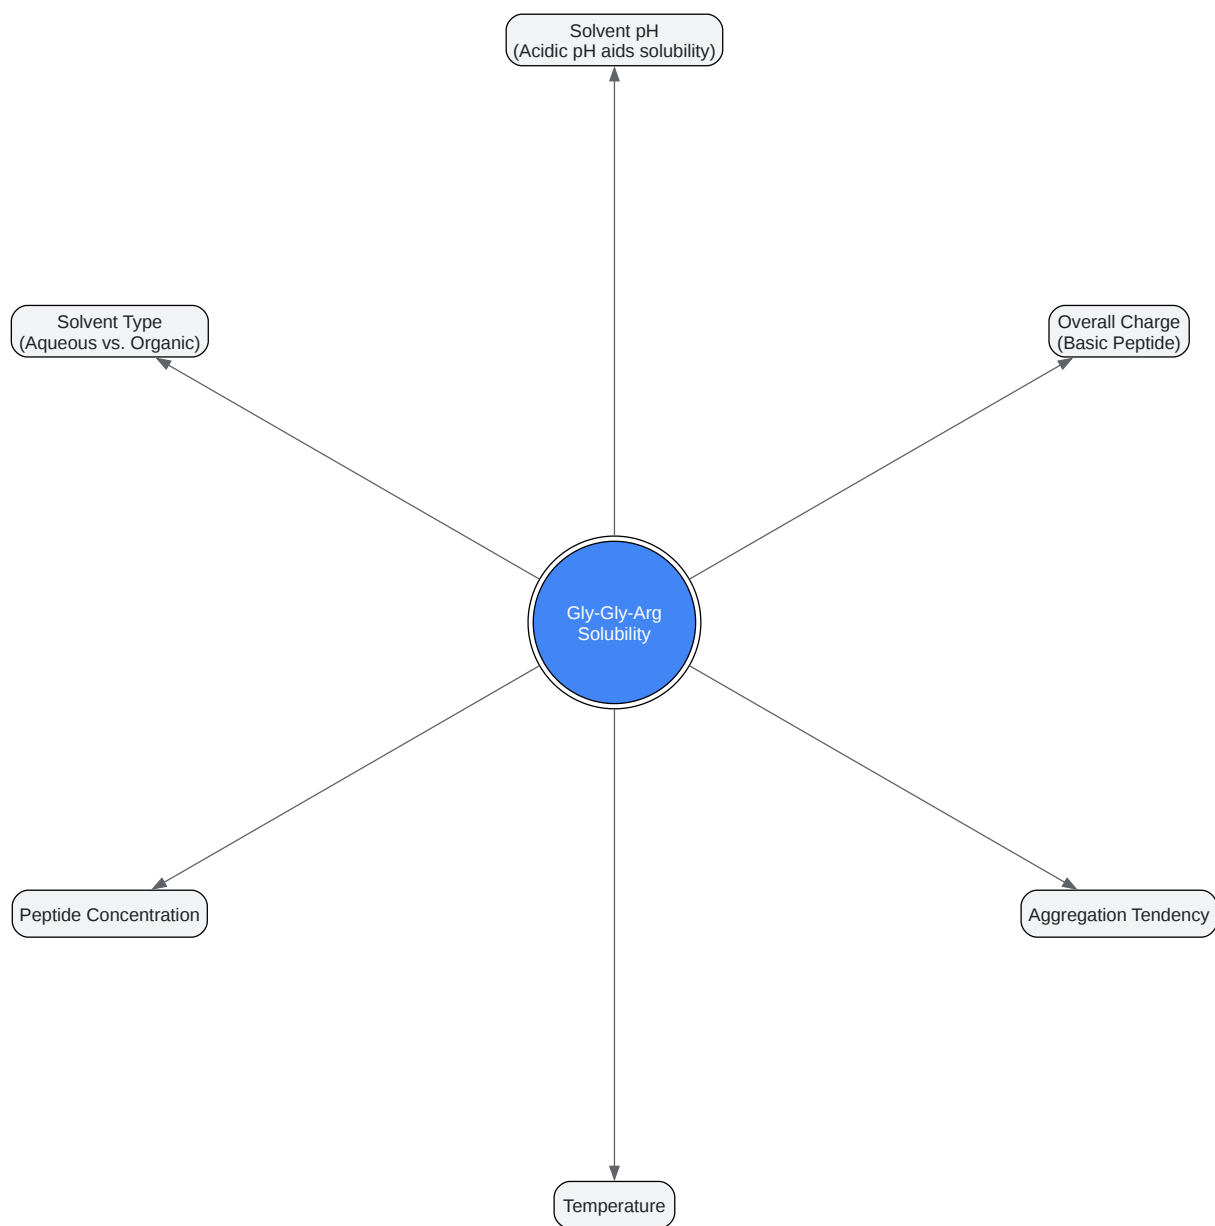 Solvent pH
(Acidic pH aids solubility)
Solvent Type
(Aqueous vs. Organic)
Overall Charge
(Basic Peptide)
Gly-Gly-Arg
Solubility
Peptide Concentration
Aggregation Tendency
Temperature